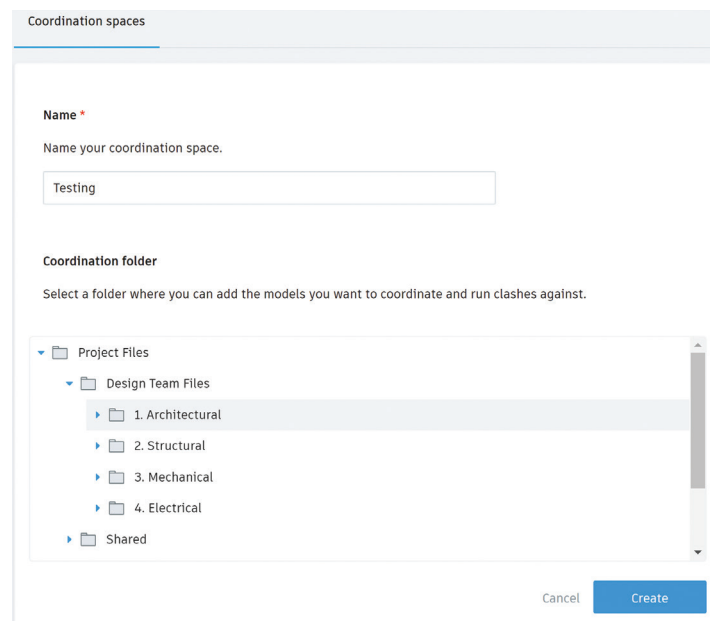 Coordination spaces
Name *
Name your coordination space.
Testing
Coordination folder
Select a folder where you can add the models you want to coordinate and run clashes against.
Project Files
Design Team Files
1. Architectural
2. Structural
3. Mechanical
4. Electrical
Shared
Cancel Create